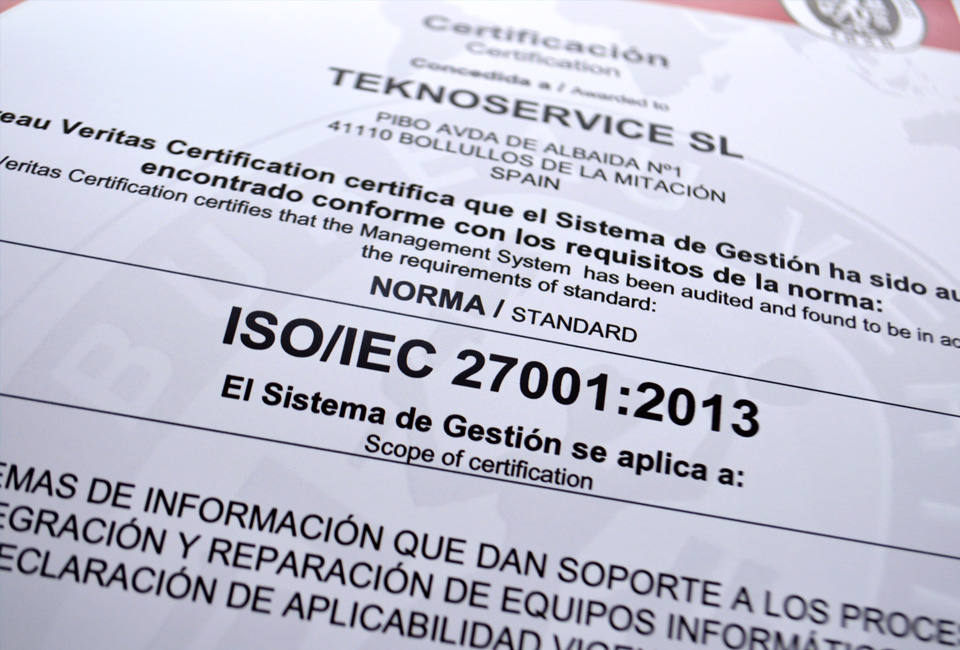 Certificación
Certification
Concedida a / Awarded to
TEKNOSERVICE SL
PIBO AVDA DE ALBAIDA Nº1
41110 BOLLULLOS DE LA MITACIÓN
SPAIN
eau Veritas Certification certifica que el Sistema de Gestión ha sido au
encontrado conforme con los requisitos de la norma:
Veritas Certification certifies that the Management System has been audited and found to be in ac
the requirements of standard:
NORMA / STANDARD
ISO/IEC 27001:2013
El Sistema de Gestión se aplica a:
Scope of certification
EMAS DE INFORMACIÓN QUE DAN SOPORTE A LOS PROCE
EGRACIÓN Y REPARACIÓN DE EQUIPOS INFORMÁT
ECLARACIÓN DE APLICABILIDAD VIG